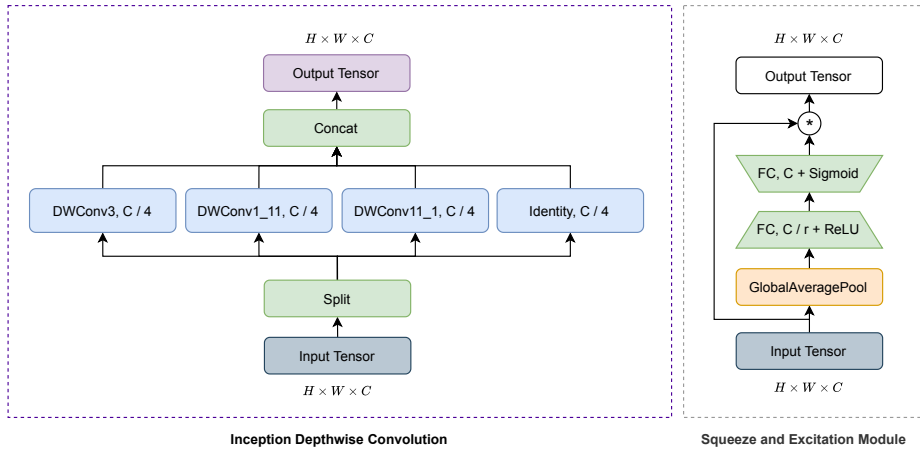 H × W × C
Output Tensor
Concat
DWConv3, C / 4
DWConv1_11, C / 4
DWConv11_1, C / 4
Identity, C / 4
Split
Input Tensor
H × W × C
Inception Depthwise Convolution
H × W × C
Output Tensor
*
FC, C + Sigmoid
FC, C / r + ReLU
GlobalAveragePool
Input Tensor
H × W × C
Squeeze and Excitation Module